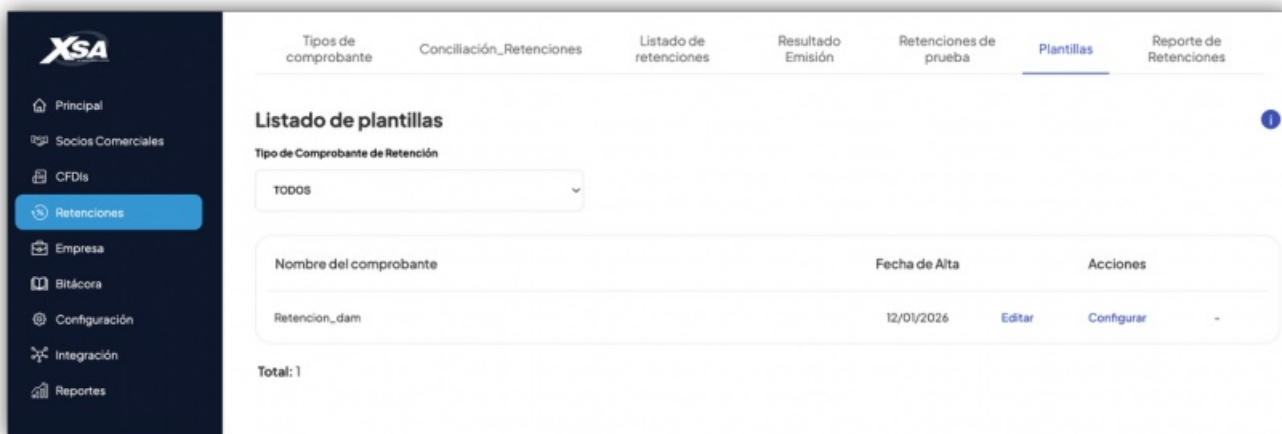 XSA
Principal
Socios Comerciales
CFDIs
Retenciones
Empresa
Bitácora
Configuración
Integración
Reportes
Tipos de
comprobante
Conciliación_Retenciones
Listado de
retenciones
Resultado
Emisión
Retenciones de
prueba
Plantillas
Reporte de
Retenciones
Listado de plantillas
i
Tipo de Comprobante de Retención
TODOS
Nombre del comprobante Fecha de Alta Acciones
Retencion_dam 12/01/2026 Editar Configurar -
Total: 1